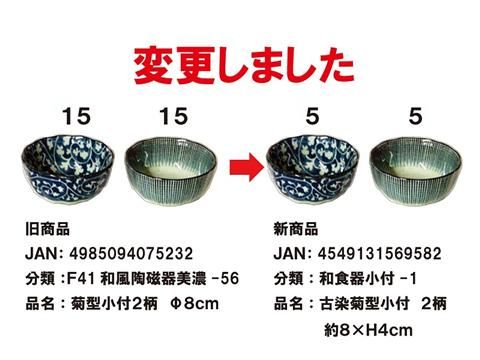 変更しました
15 15 5 5
旧商品
JAN: 4985094075232
分類:F41和風陶磁器美濃-56
品名:菊型小付2柄 Φ8cm
新商品
JAN: 4549131569582
分類:和食器小付-1
品名:古染菊型小付 2柄
約8×H4cm